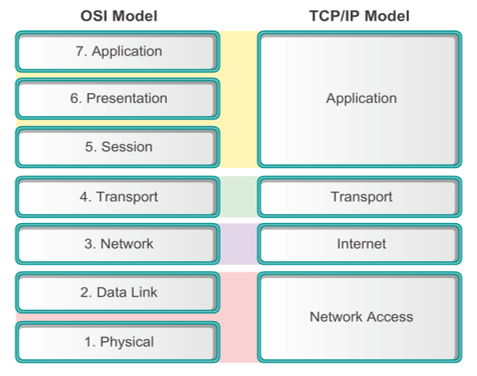 OSI Model
TCP/IP Model
7. Application
6. Presentation
5. Session
Application
4. Transport
Transport
3. Network
Internet
2. Data Link
1. Physical
Network Access